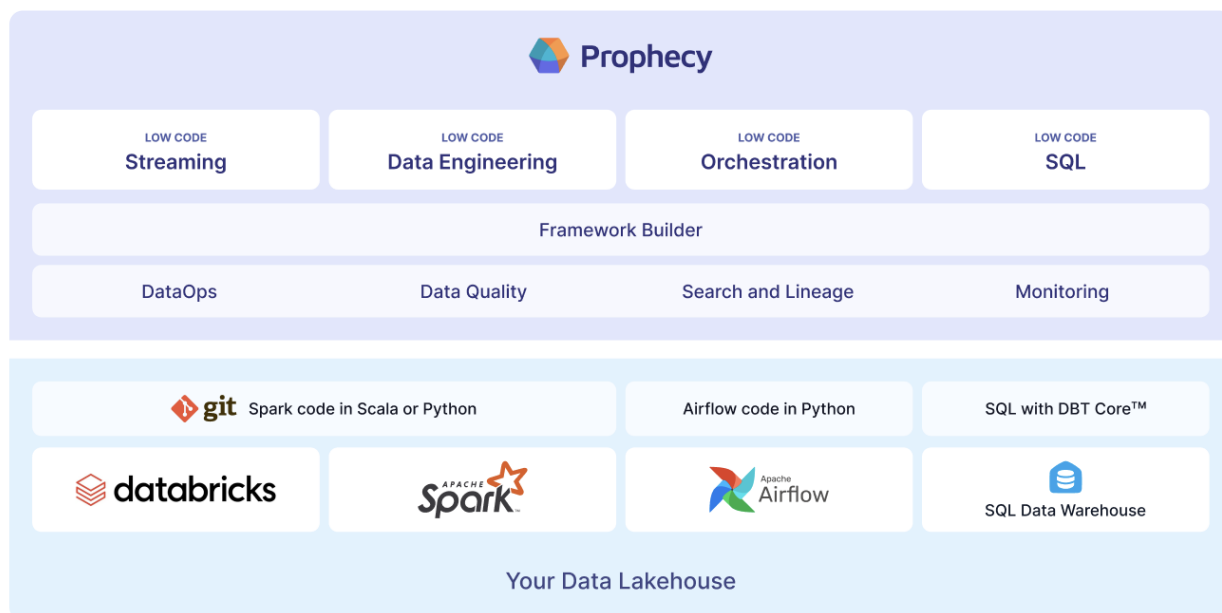 Prophecy
LOW CODE
Streaming
LOW CODE
Data Engineering
LOW CODE
Orchestration
LOW CODE
SQL
Framework Builder
DataOps
Data Quality
Search and Lineage
Monitoring
git Spark code in Scala or Python
Airflow code in Python
SQL with DBT Core™
databricks
APACHE
Spark™
Apache
Airflow
SQL Data Warehouse
Your Data Lakehouse